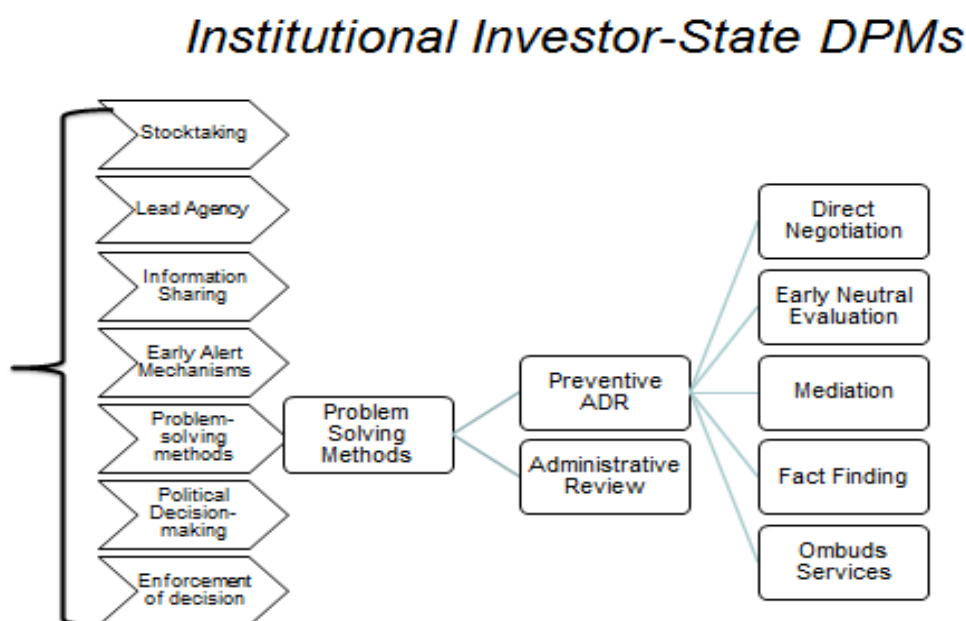 Institutional Investor-State DPMs
Stocktaking
Lead Agency
Information
Sharing
Early Alert
Mechanisms
Problem-
solving
methods
Political
Decision-
making
Enforcement
of decision
Problem
Solving
Methods
Preventive
ADR
Administrative
Review
Direct
Negotiation
Early Neutral
Evaluation
Mediation
Fact Finding
Ombuds
Services